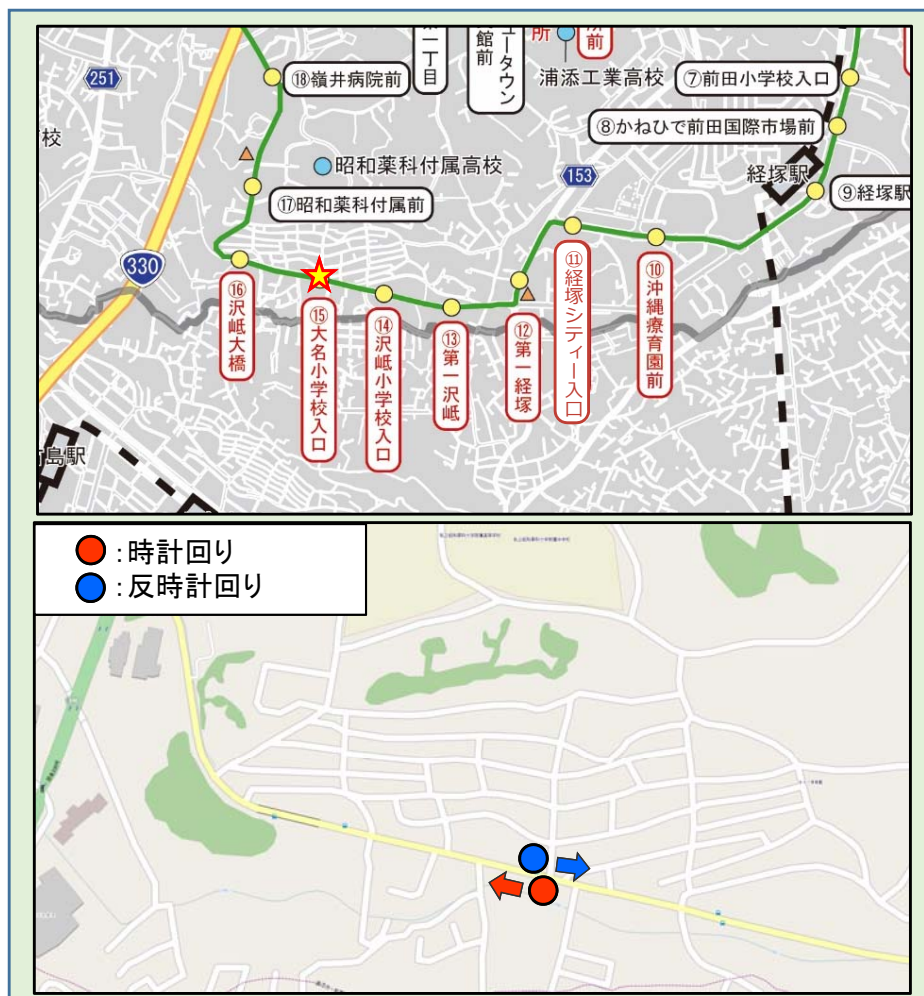 251
330
153
校
⑱嶺井病院前
昭和薬科付属高校
⑰昭和薬科付属前
二丁目
館前
ュータウン
所
前
浦添工業高校
⑦前田小学校入口
⑧かねひで前田国際市場前
経塚駅
⑨経塚駅
⑯沢岻大橋
⑮大名小学校入口
⑭沢岻小学校入口
⑬第一沢岻
⑫第一経塚
⑪経塚シティー入口
⑩沖縄療育園前
島駅
：時計回り
：反時計回り